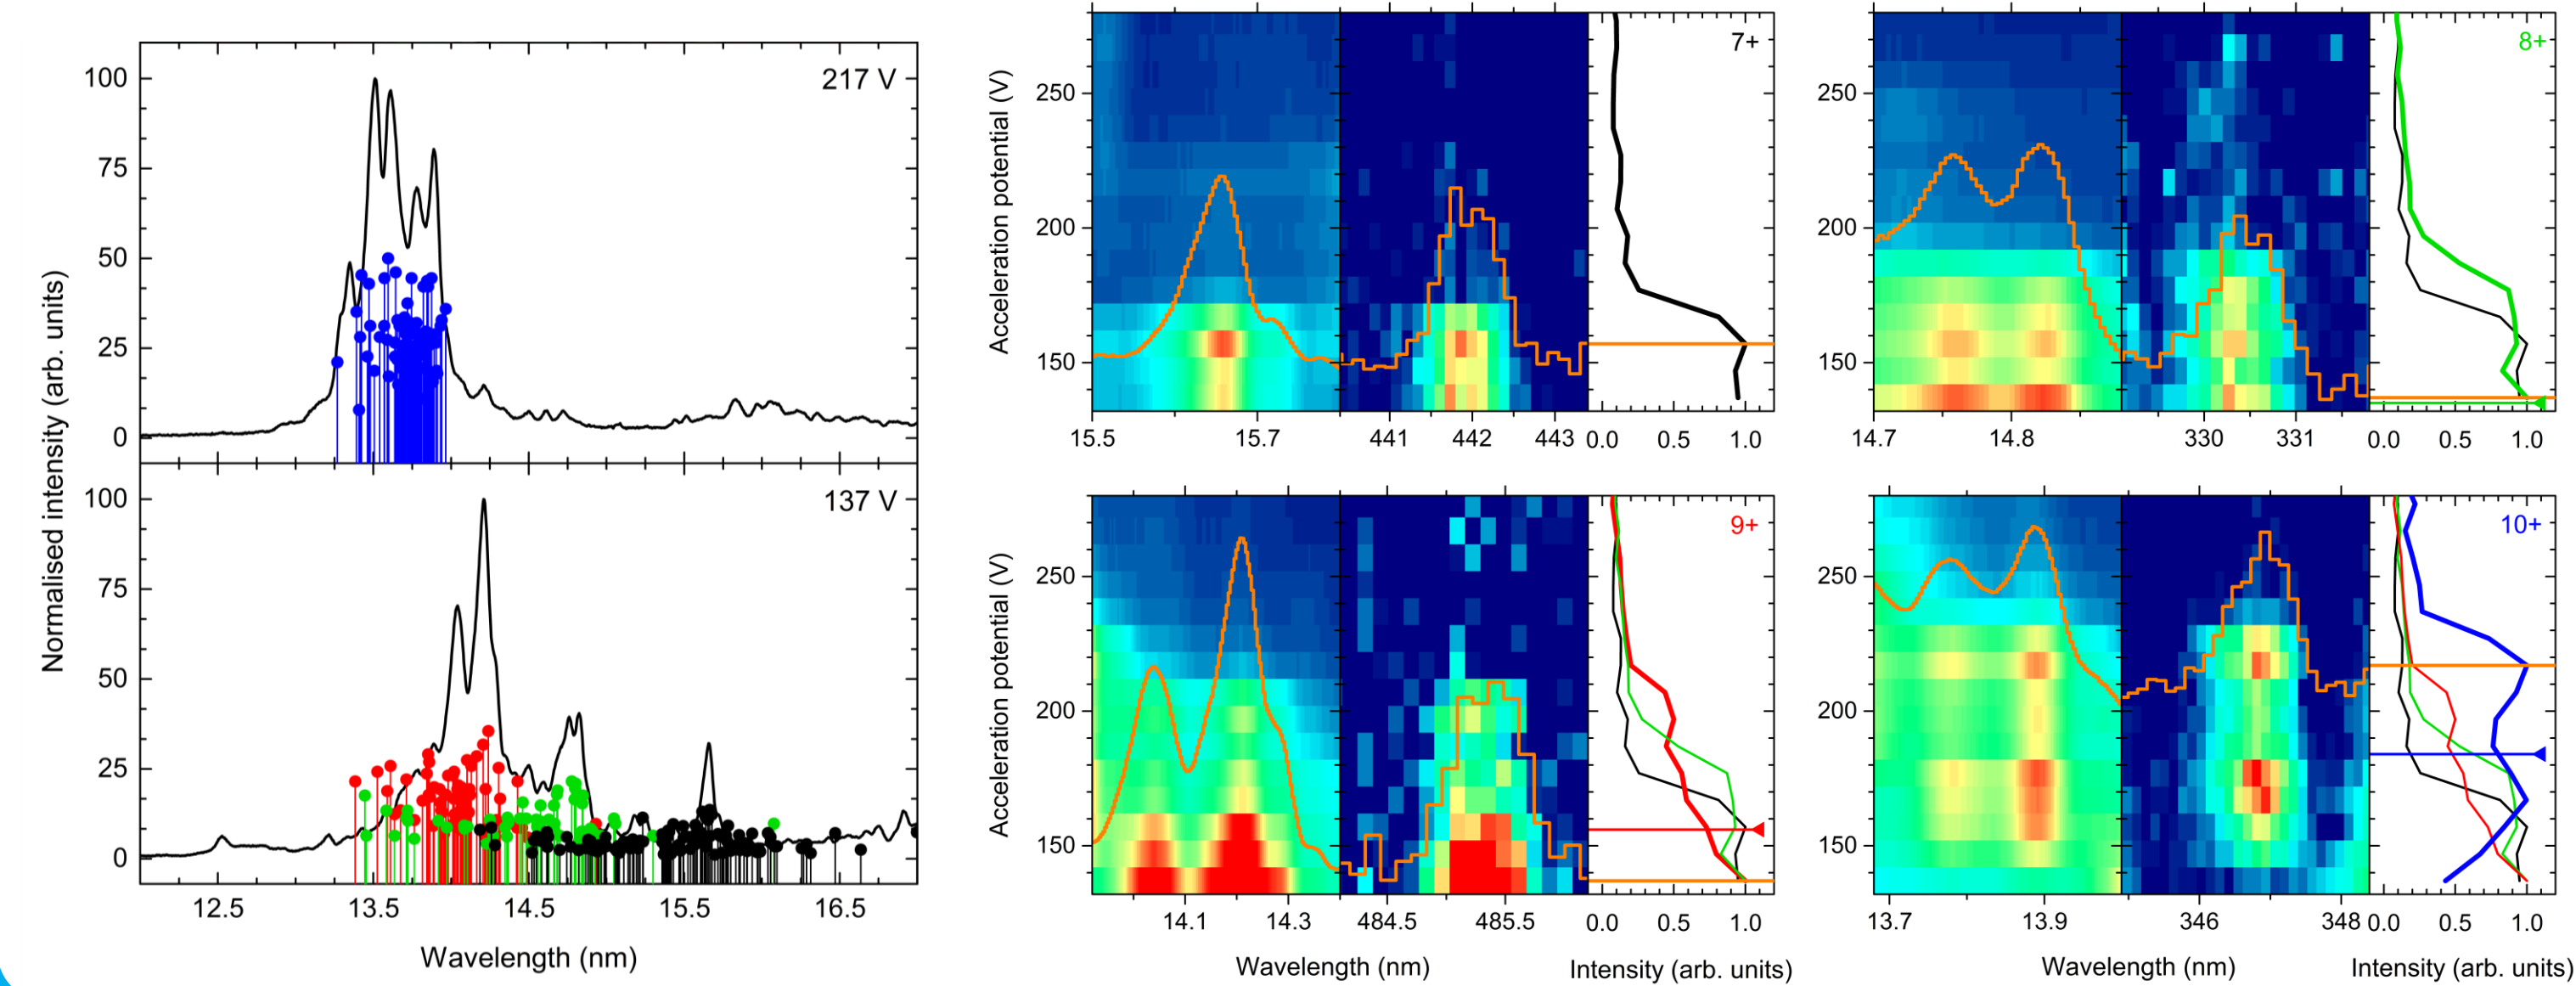 Normalised intensity (arb. units)
217 V
100
75
50
25
0
137 V
100
75
50
25
0
12.5 13.5 14.5 15.5 16.5
Wavelength (nm)
Acceleration potential (V)
250
200
150
7+
15.5 15.7 441 442 443 0.0 0.5 1.0
250
200
150
8+
14.7 14.8 330 331 0.0 0.5 1.0
Acceleration potential (V)
250
200
150
9+
14.1 14.3 484.5 485.5 0.0 0.5 1.0
Wavelength (nm) Intensity (arb. units)
250
200
150
10+
13.7 13.9 346 348 0.0 0.5 1.0
Wavelength (nm) Intensity (arb. units)